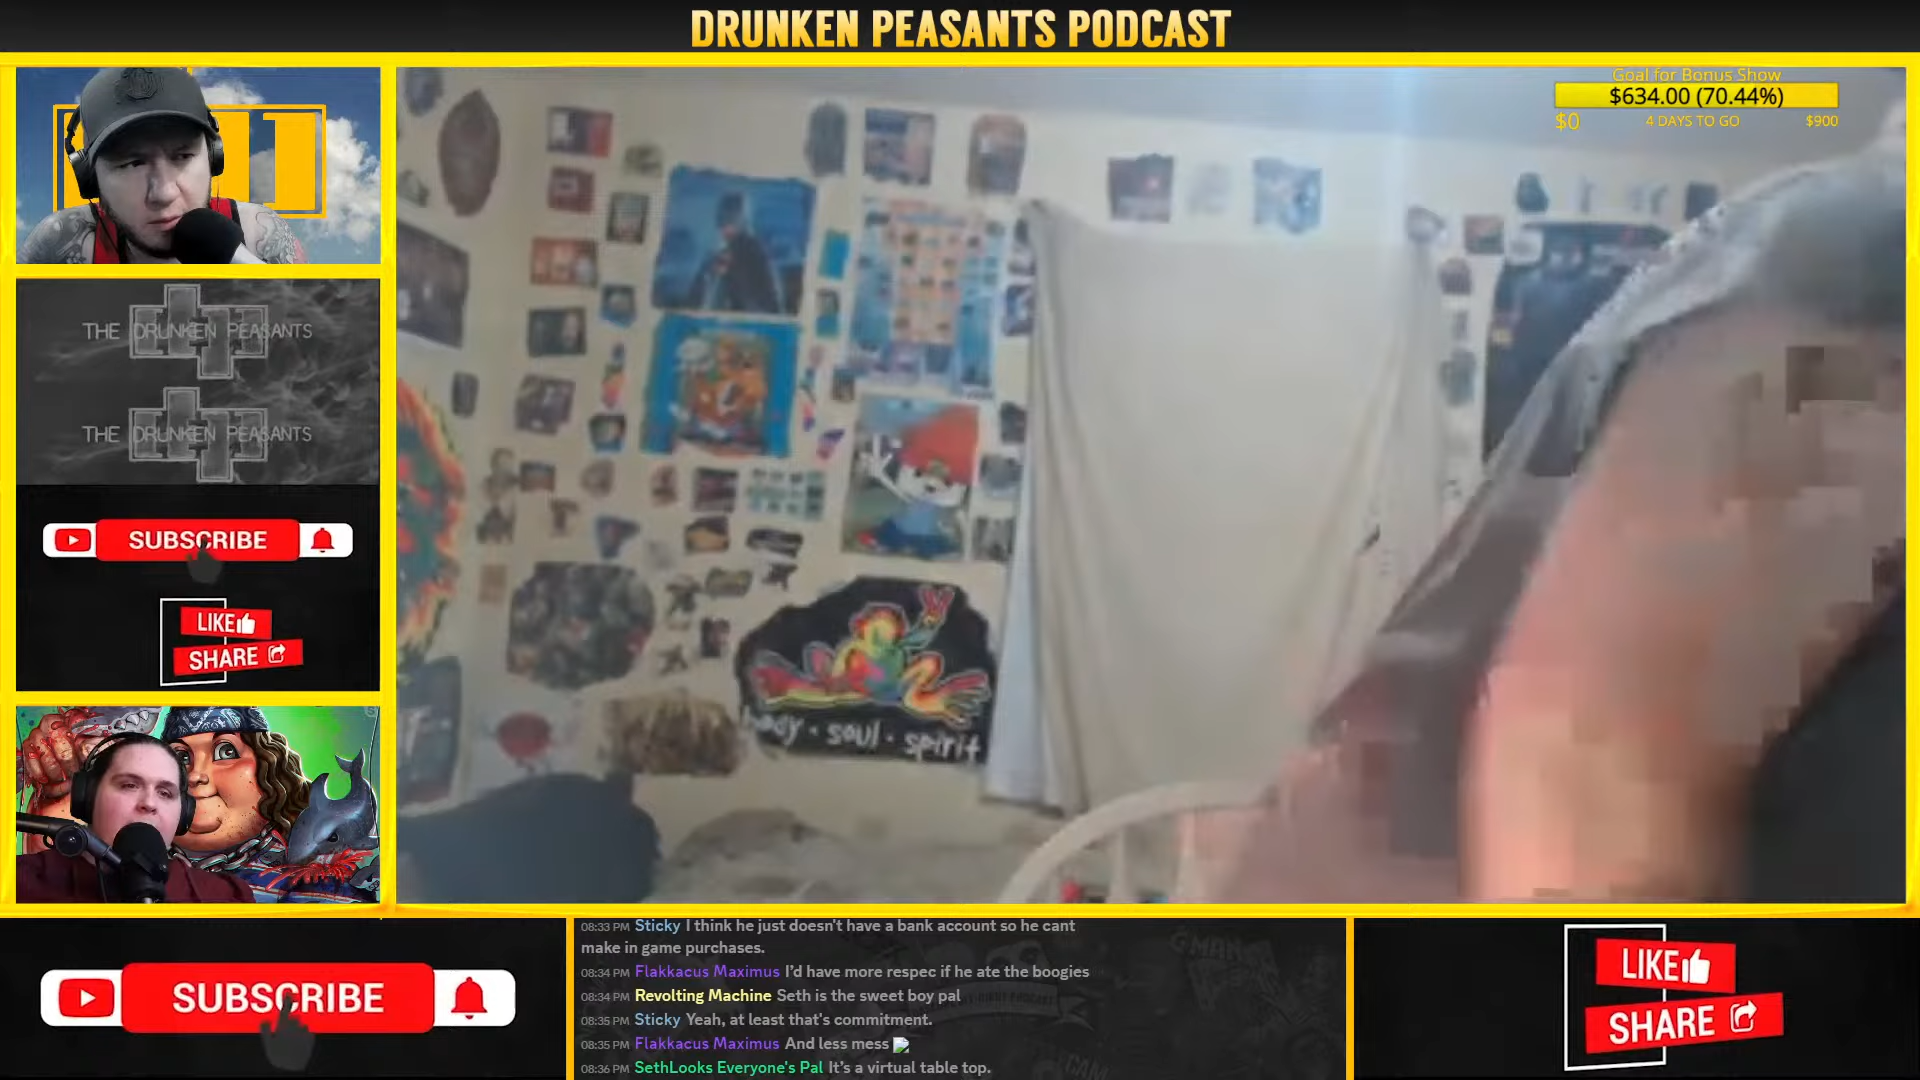 DRUNKEN PEASANTS PODCAST
Goal for Bonus Show
$634.00 (70.44%)
$0
4 DAYS TO GO
$900
THE DRUNKEN PEASANTS
THE DRUNKEN PEASANTS
SUBSCRIBE
LIKE
SHARE
body · soul · spirit
08:33 PM Sticky I think he just doesn't have a bank account so he cant
make in game purchases.
08:34 PM Flakkacus Maximus I'd have more respec if he ate the boogies
08:34 PM Revolting Machine Seth is the sweet boy pal
08:35 PM Sticky Yeah, at least that's commitment.
08:35 PM Flakkacus Maximus And less mess
08:36 PM SethLooks Everyone's Pal It's a virtual table top.
SUBSCRIBE
LIKE
SHARE